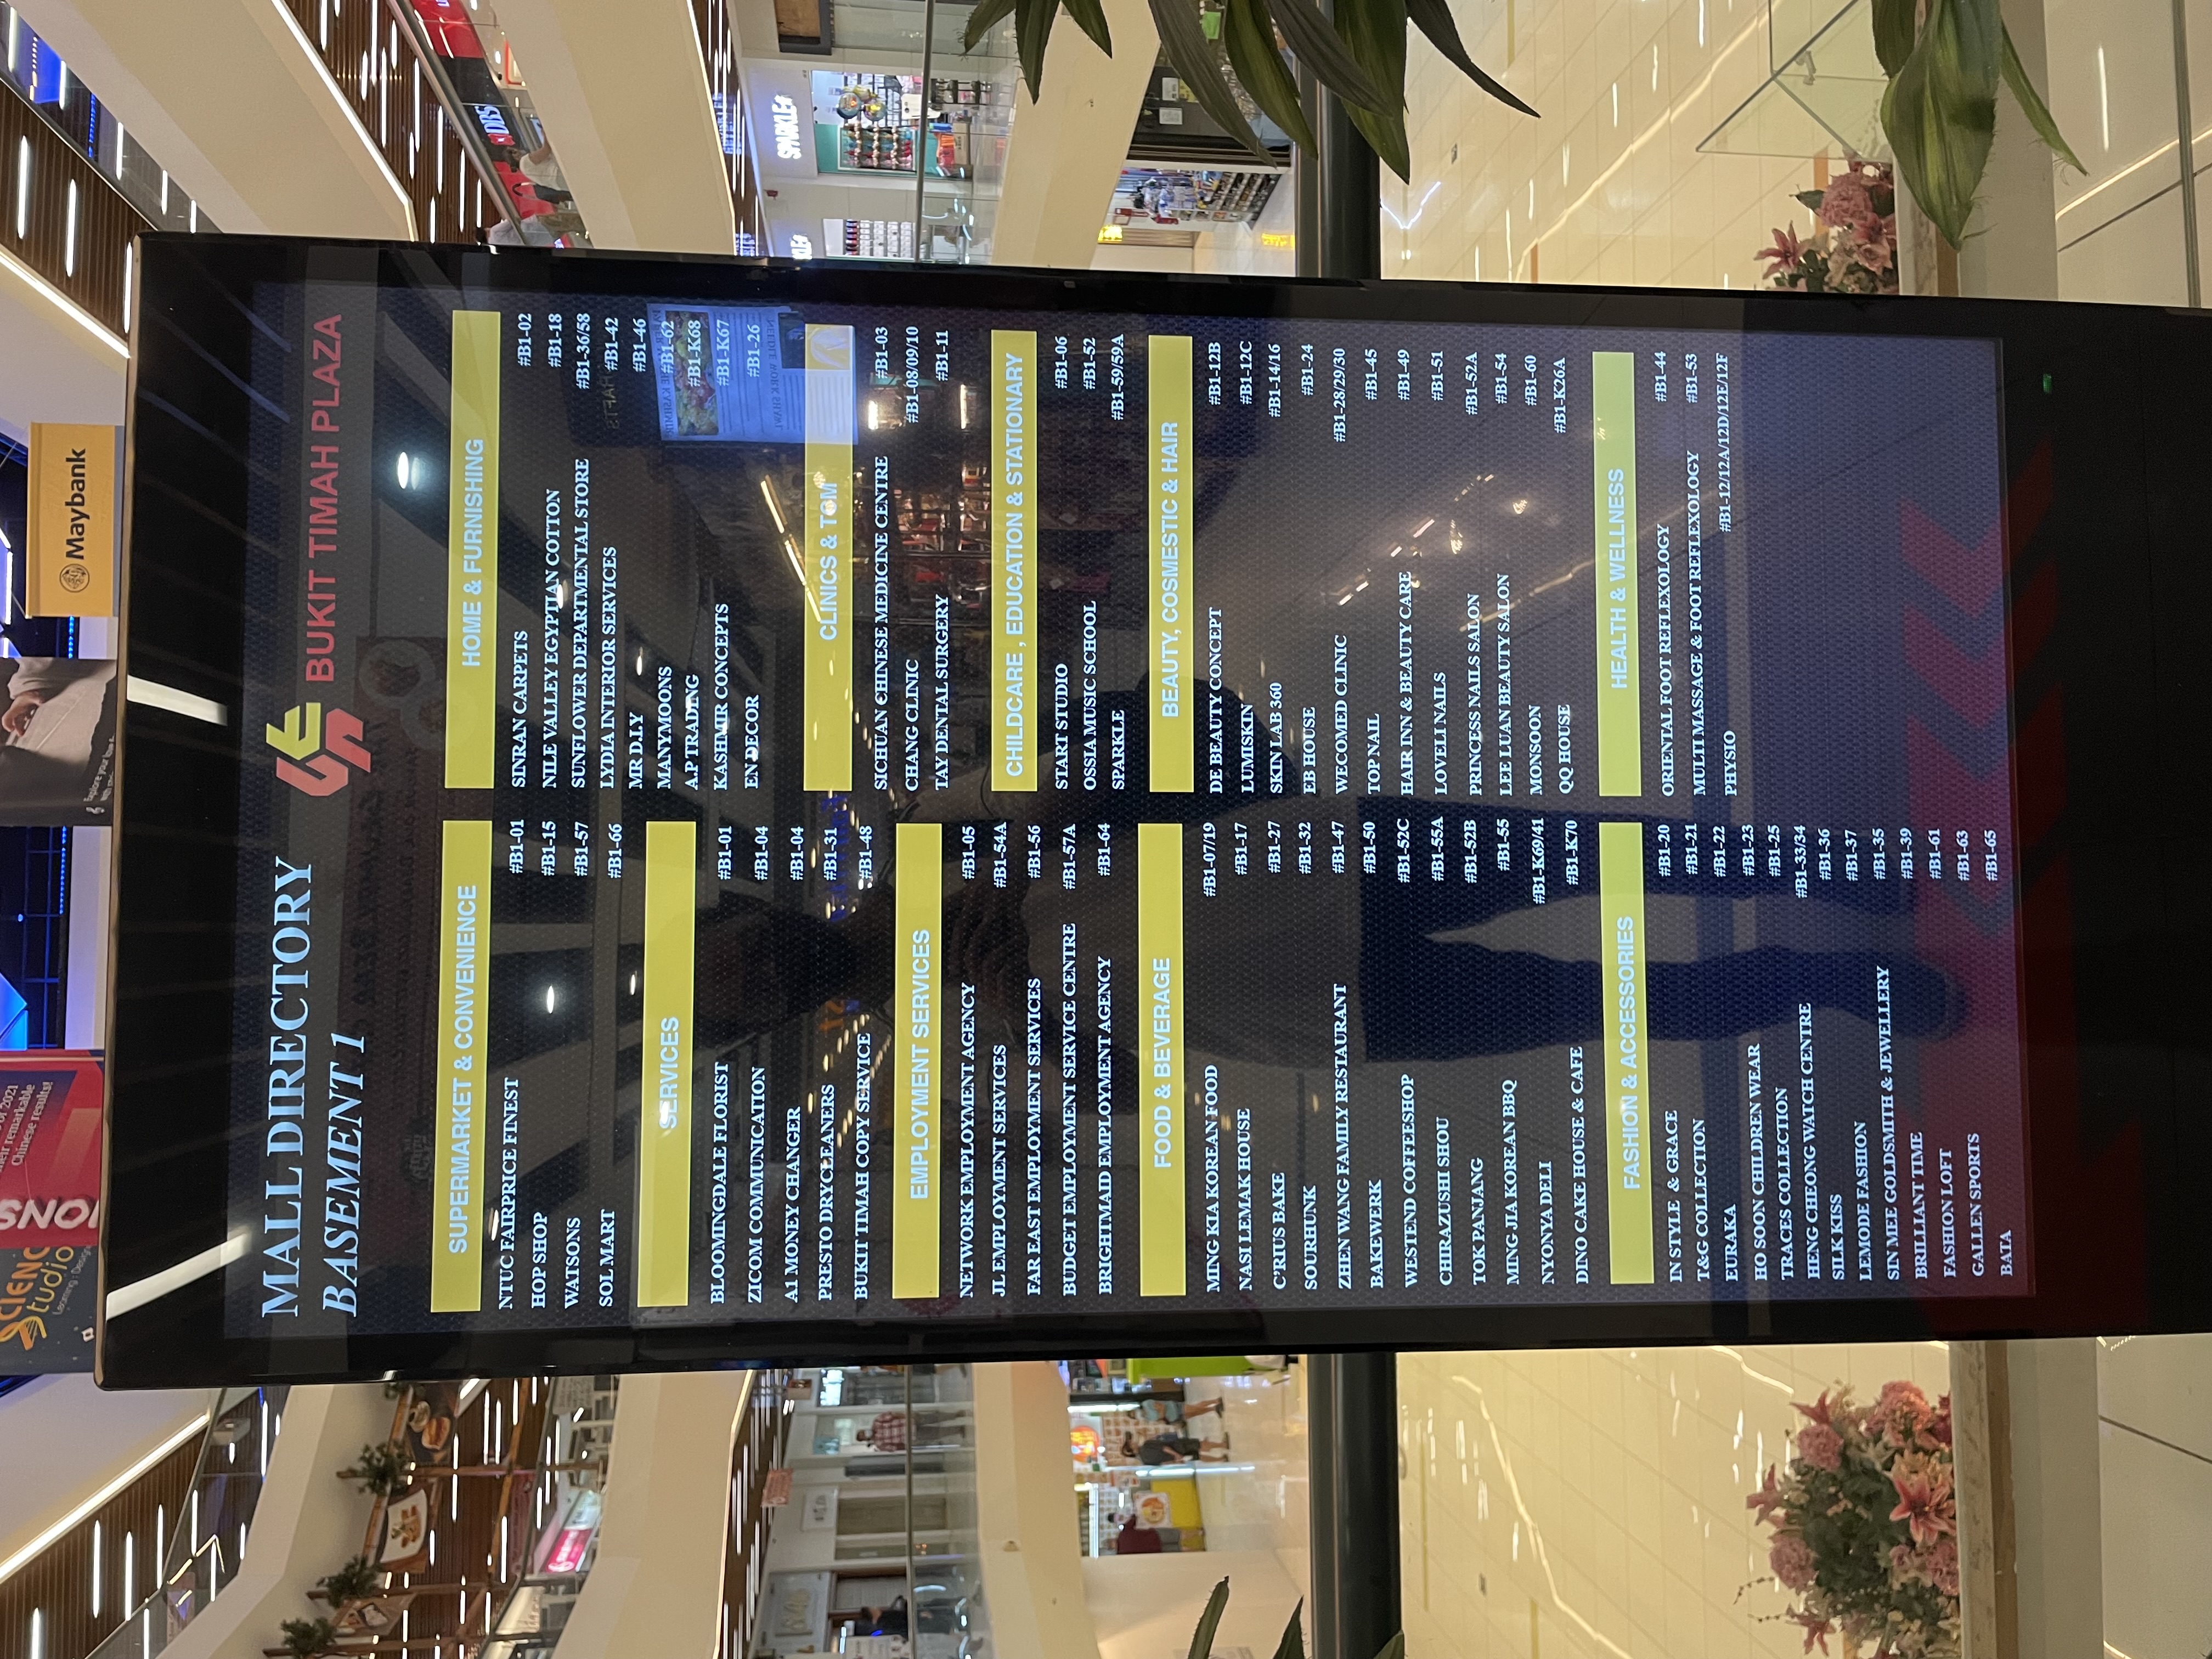 SCIENC
Studio
Learning : Design
IONS
of 2021
their remarkable
Chinese results!
Explore your love
with
Maybank
MALL DIRECTORY
BASEMENT 1
BUKIT TIMAH PLAZA
SUPERMARKET & CONVENIENCE
NTUC FAIRPRICE FINEST #B1-01
HOP SHOP #B1-15
WATSONS #B1-57
SOL MART #B1-66
SERVICES
BLOOMINGDALE FLORIST #B1-01
ZICOM COMMUNICATION #B1-04
A1 MONEY CHANGER #B1-04
PRESTO DRYCLEANERS #B1-31
BUKIT TIMAH COPY SERVICE #B1-48
EMPLOYMENT SERVICES
NETWORK EMPLOYMENT AGENCY #B1-05
JL EMPLOYMENT SERVICES #B1-54A
FAR EAST EMPLOYMENT SERVICES #B1-56
BUDGET EMPLOYMENT SERVICE CENTRE #B1-57A
BRIGHTMAID EMPLOYMENT AGENCY #B1-64
FOOD & BEVERAGE
MING KIA KOREAN FOOD #B1-07/19
NASI LEMAK HOUSE #B1-17
C'RIUS BAKE #B1-27
SOURHUNK #B1-32
ZHEN WANG FAMILY RESTAURANT #B1-47
BAKEWERK #B1-50
WESTEND COFFEESHOP #B1-52C
CHIRAZUSHI SHOU #B1-55A
TOK PANJANG #B1-52B
MING JIA KOREAN BBQ #B1-55
NYONYA DELI #B1-K69/41
DINO CAKE HOUSE & CAFE #B1-K70
FASHION & ACCESSORIES
IN STYLE & GRACE #B1-20
T&G COLLECTION #B1-21
EURAKA #B1-22
HO SOON CHILDREN WEAR #B1-23
TRACES COLLECTION #B1-25
HENG CHEONG WATCH CENTRE #B1-33/34
SILK KISS #B1-36
LEMODE FASHION #B1-37
SIN MEE GOLDSMITH & JEWELLERY #B1-35
BRILLIANT TIME #B1-39
FASHION LOFT #B1-61
GALLEN SPORTS #B1-63
BATA #B1-65
HOME & FURNISHING
SINRAN CARPETS #B1-02
NILE VALLEY EGYPTIAN COTTON #B1-18
SUNFLOWER DEPARTMENTAL STORE #B1-36/58
LYDIA INTERIOR SERVICES #B1-42
MR D.I.Y #B1-46
MANYMOONS #B1-62
A.P TRADING #B1-K68
KASHMIR CONCEPTS #B1-K67
EN DECOR #B1-26
CLINICS & TCM
SICHUAN CHINESE MEDICINE CENTRE #B1-03
CHANG CLINIC #B1-08/09/10
TAY DENTAL SURGERY #B1-11
CHILDCARE , EDUCATION & STATIONARY
START STUDIO #B1-06
OSSIA MUSIC SCHOOL #B1-52
SPARKLE #B1-59/59A
BEAUTY, COSMESTIC & HAIR
DE BEAUTY CONCEPT #B1-12B
LUMISKIN #B1-12C
SKIN LAB 360 #B1-14/16
EB HOUSE #B1-24
WECOMED CLINIC #B1-28/29/30
TOP NAIL #B1-45
HAIR INN & BEAUTY CARE #B1-49
LOVELI NAILS #B1-51
PRINCESS NAILS SALON #B1-52A
LEE LUAN BEAUTY SALON #B1-54
MONSOON #B1-60
QQ HOUSE #B1-K26A
HEALTH & WELLNESS
ORIENTAL FOOT REFLEXOLOGY #B1-44
MULTI MASSAGE & FOOT REFLEXOLOGY #B1-53
PHYSIO #B1-12/12A/12D/12E/12F
DBS
SPARKLE
KLE